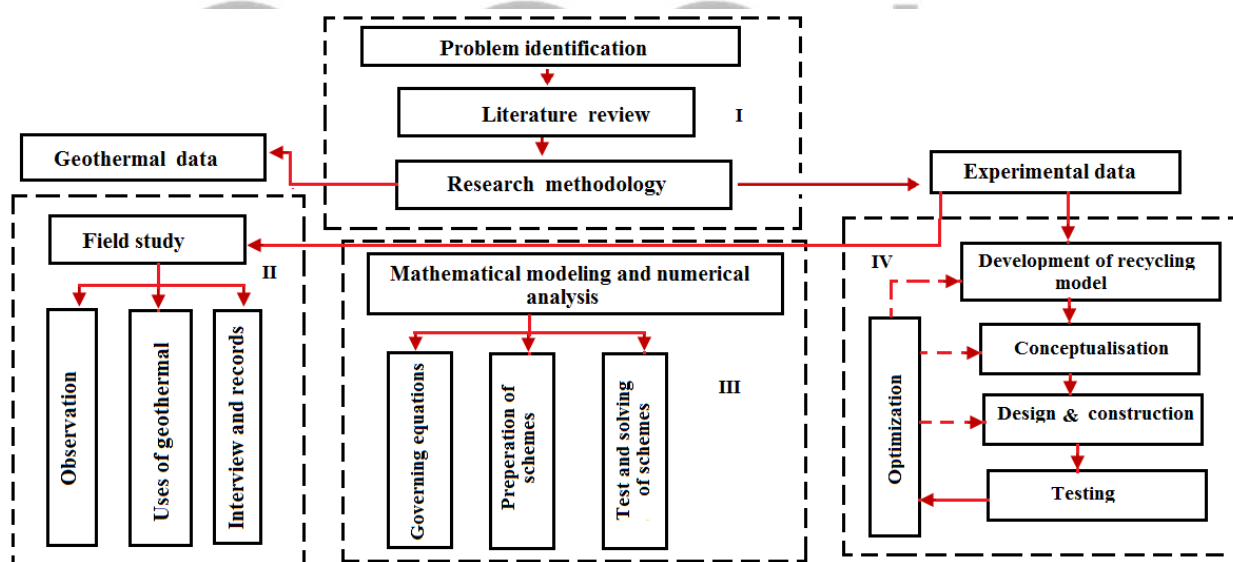 Problem identification
Literature review
I
Research methodology
Geothermal data
Experimental data
Field study
II
Observation
Uses of geothermal
Interview and records
Mathematical modeling and numerical
analysis
III
Governing equations
Preperation of
schemes
Test and solving
of schemes
IV
Development of recycling
model
Conceptualisation
Design & construction
Testing
Optimization